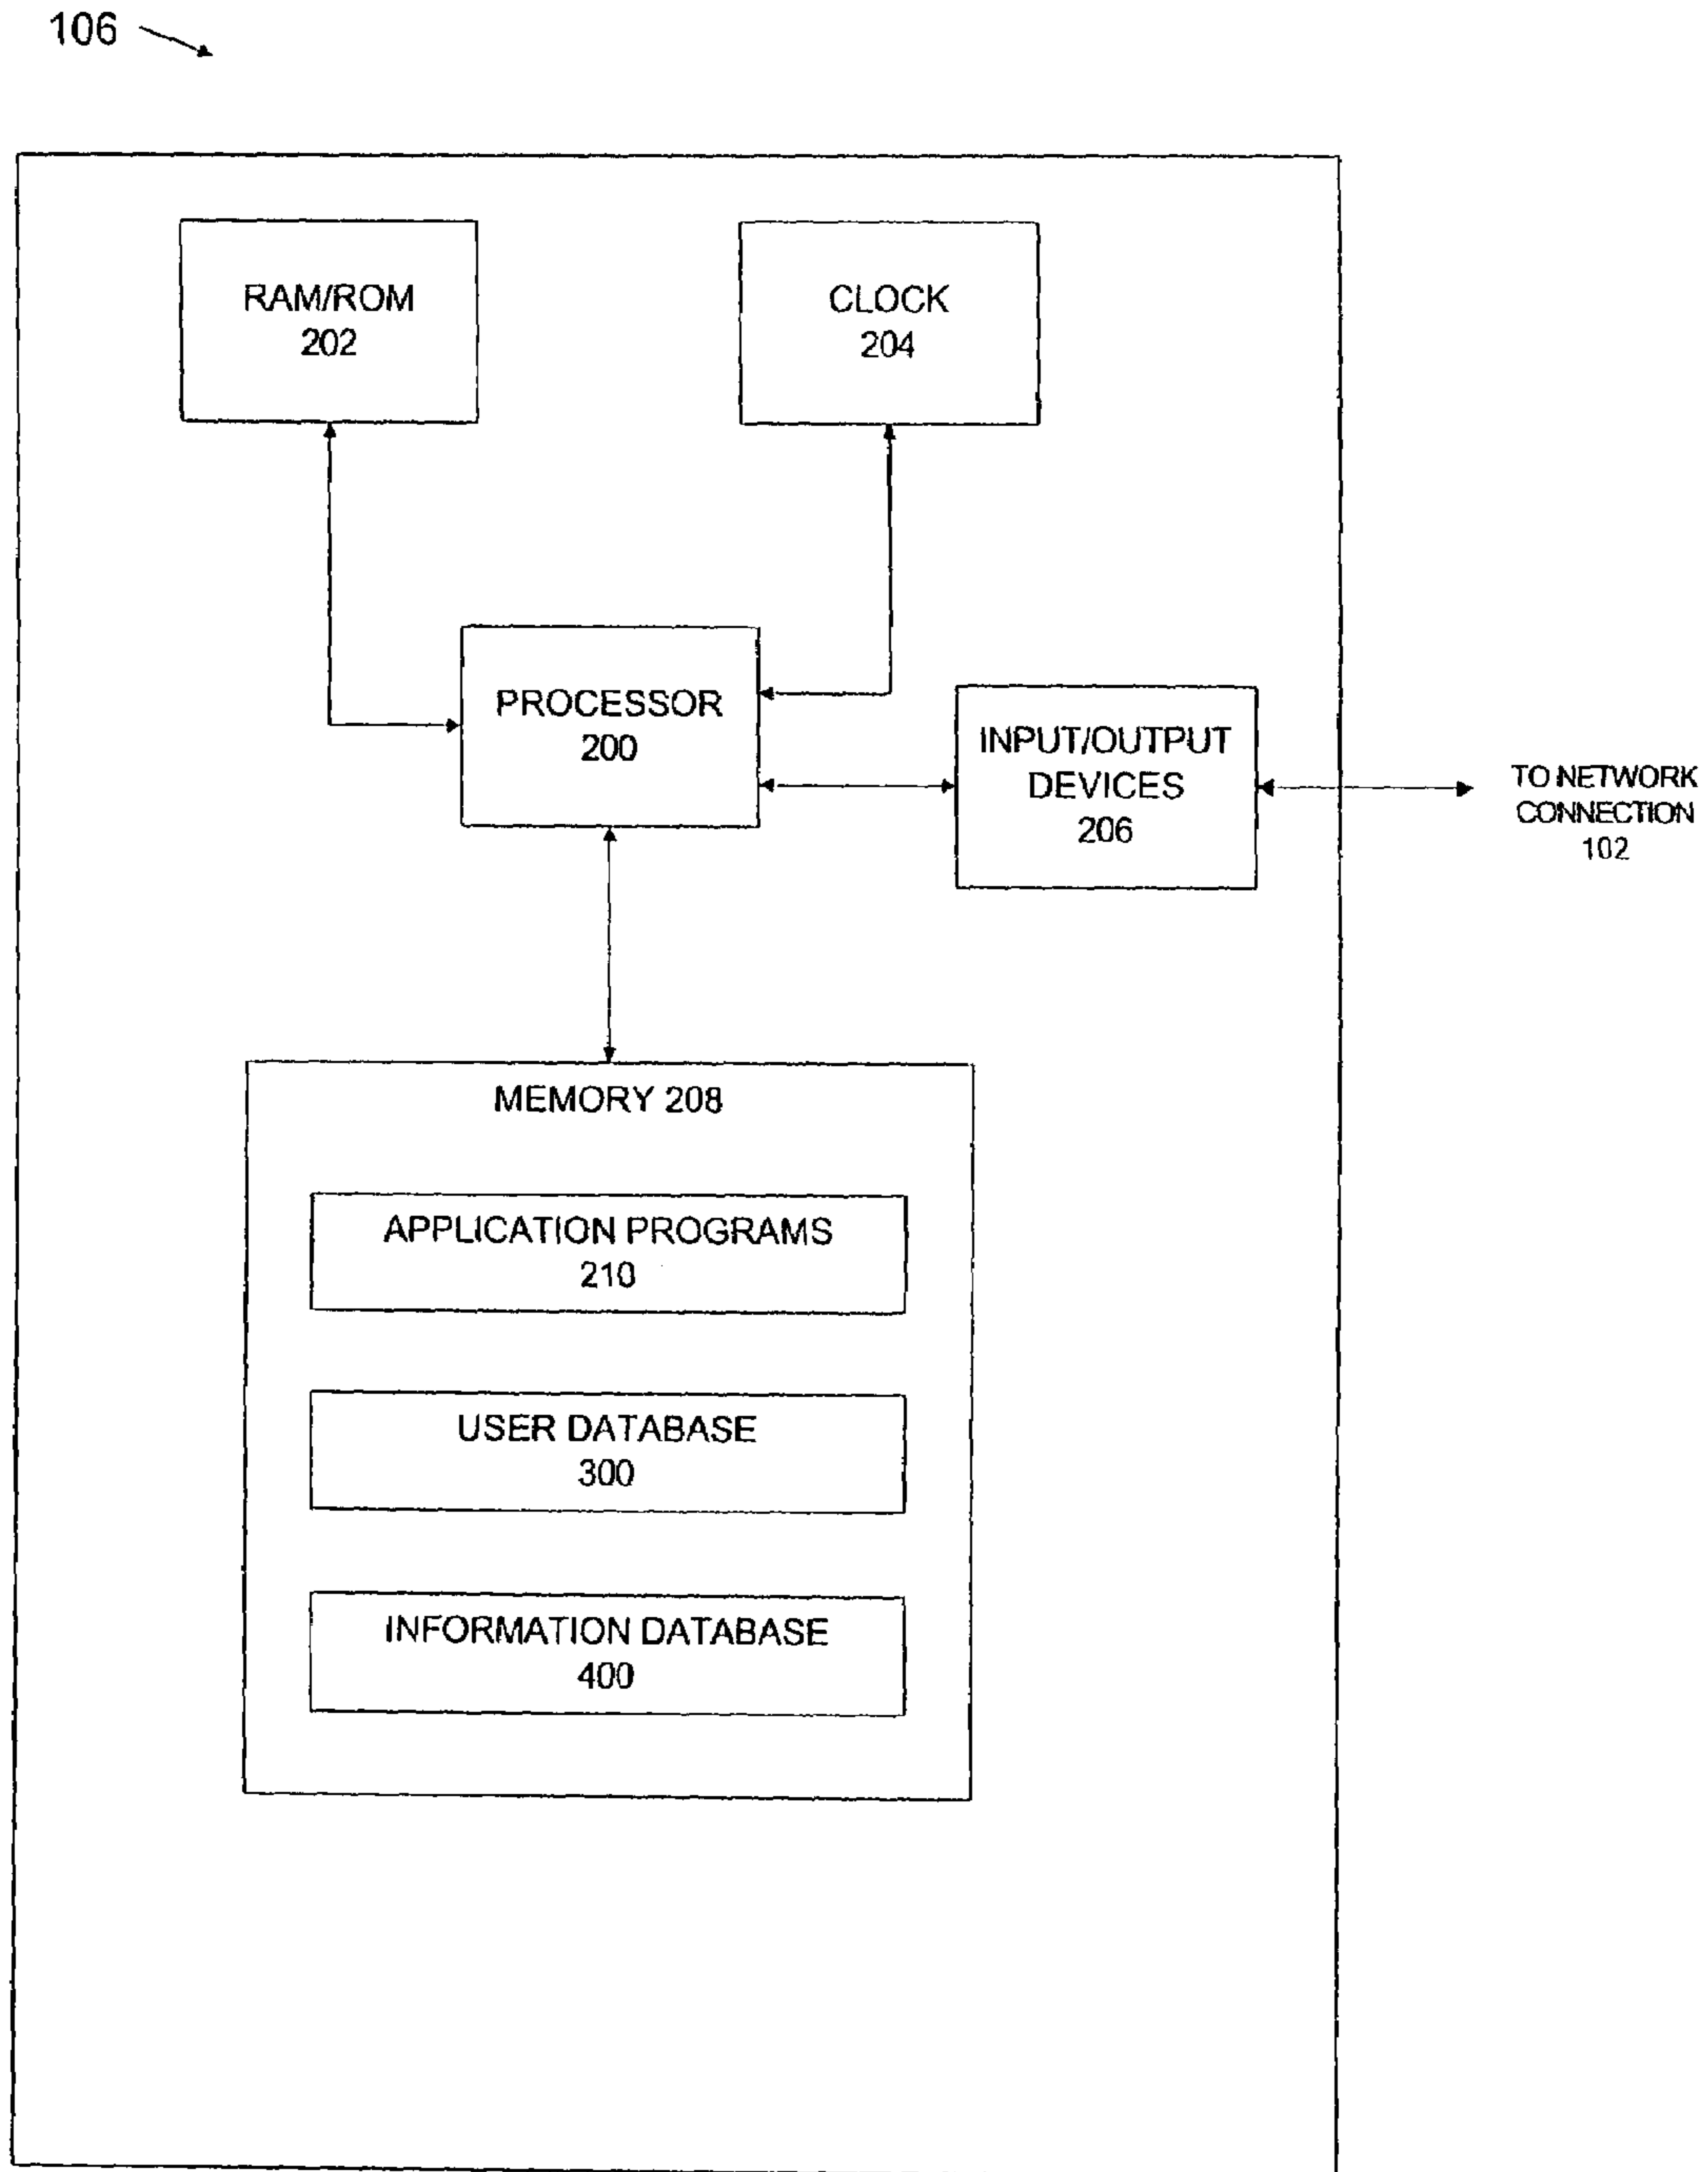 106
RAM/ROM
202
CLOCK
204
PROCESSOR
200
INPUT/OUTPUT
DEVICES
206
TO NETWORK
CONNECTION
102
MEMORY 208
APPLICATION PROGRAMS
210
USER DATABASE
300
INFORMATION DATABASE
400